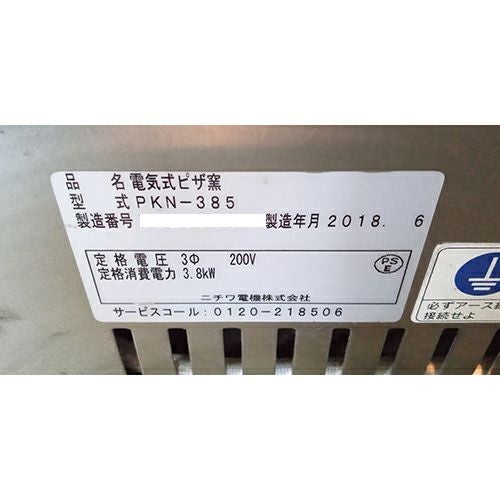 品 名 電気式ピザ窯
型 式 PKN-385
製造番号 製造年月 2018. 6
定 格 電 圧 3Φ 200V
定格消費電力 3.8kW
PS
E
ニチワ電機株式会社
サービスコール：0120-218506
必ずアース線
接続せよ